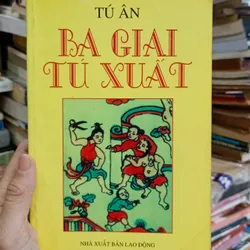 TÚ ÂN
BA GIAI
TÚ XUẤT
NHÀ XUẤT BẢN LAO ĐỘNG